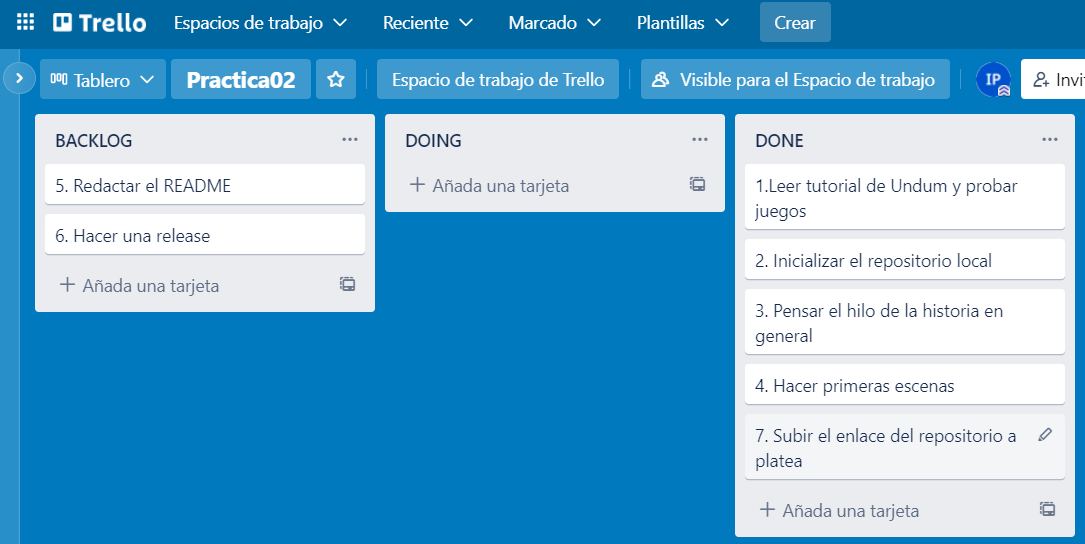 Trello Espacios de trabajo Reciente Marcado Plantillas Crear
Tablero Practica02 Espacio de trabajo de Trello Visible para el Espacio de trabajo IP Invi
BACKLOG
5. Redactar el README
6. Hacer una release
Añada una tarjeta
DOING
Añada una tarjeta
DONE
1.Leer tutorial de Undum y probar
juegos
2. Inicializar el repositorio local
3. Pensar el hilo de la historia en
general
4. Hacer primeras escenas
7. Subir el enlace del repositorio a
platea
Añada una tarjeta